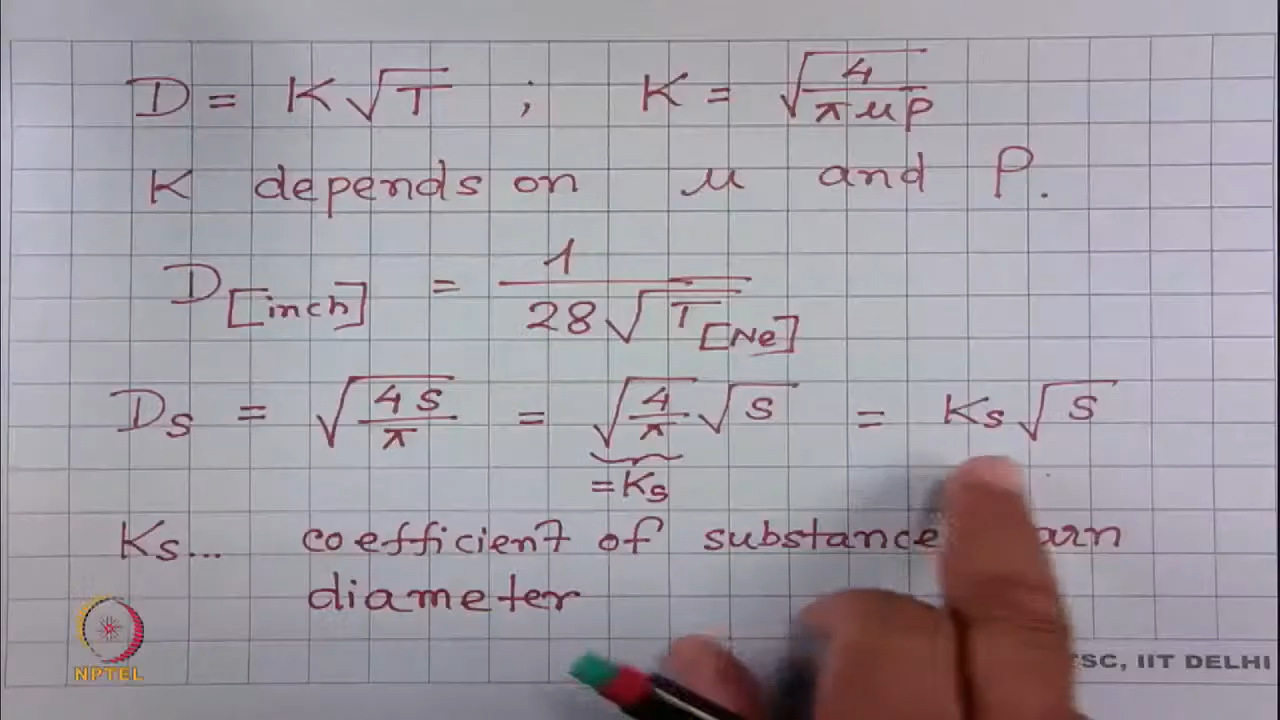 D = K√T ; K = √(4/πμρ)
K depends on μ and ρ.
D[inch] = 1/(28√T[Ne])
Ds = √(4s/π) = √(4/π) √s = Ks√s
= Ks
Ks... coefficient of substance
diameter
NPTEL
TSC, IIT DELHI